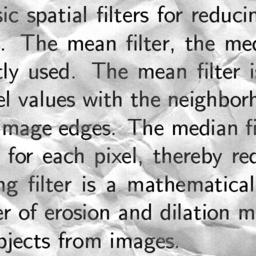 sic spatial filters for reducin
. The mean filter, the med
tly used. The mean filter i
el values with the neighborh
image edges. The median fi
for each pixel, thereby red
ng filter is a mathematical
er of erosion and dilation m
bjects from images.